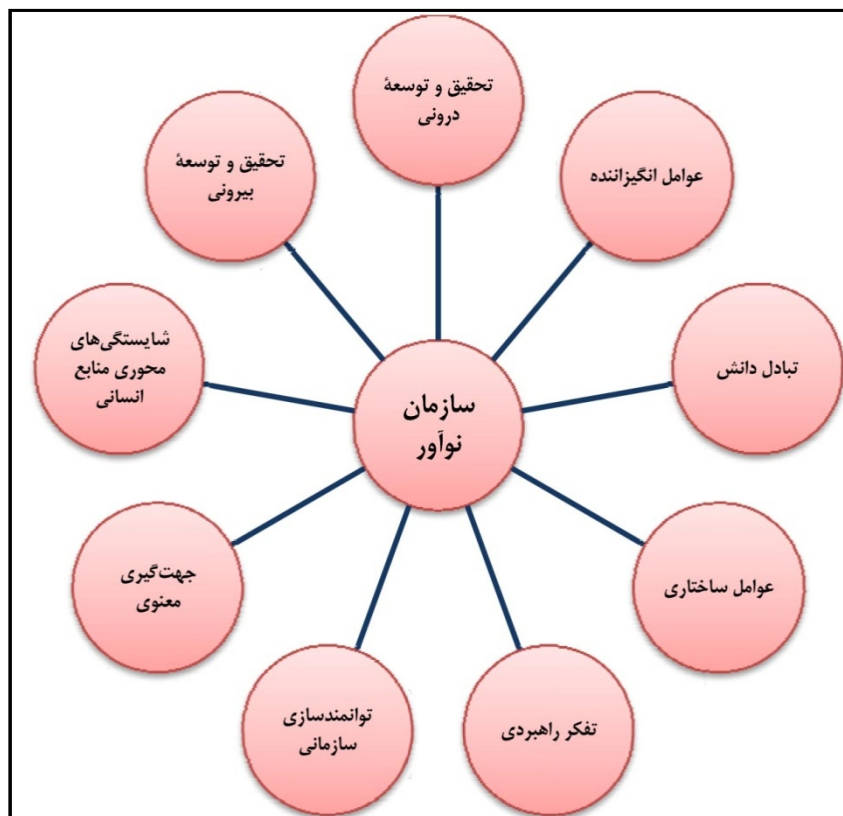 تحقیق و توسعهٔ
درونی
عوامل انگیزاننده
تبادل دانش
عوامل ساختاری
تفکر راهبردی
توانمندسازی
سازمانی
جهت‌گیری
معنوی
شایستگی‌های
محوری منابع
انسانی
تحقیق و توسعهٔ
بیرونی
سازمان
نوآور